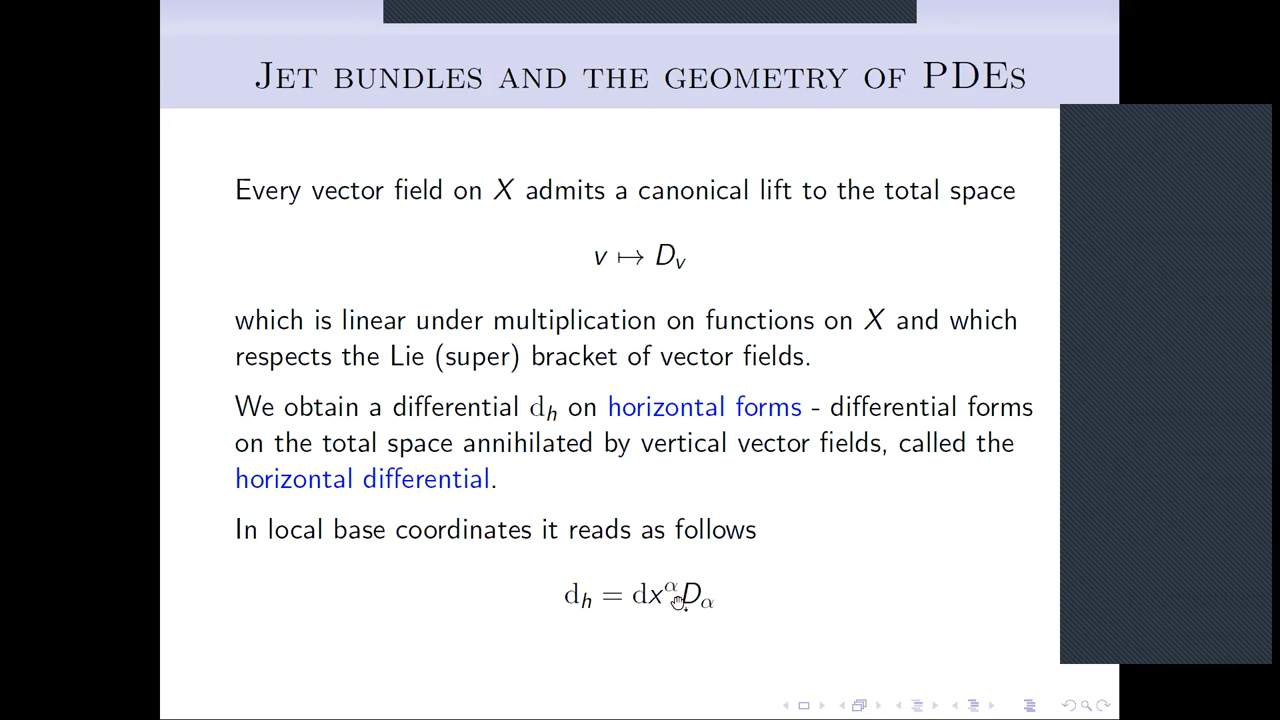 Jet bundles and the geometry of PDEs
Every vector field on X admits a canonical lift to the total space
v ↦ D_v
which is linear under multiplication on functions on X and which
respects the Lie (super) bracket of vector fields.
We obtain a differential d_h on horizontal forms - differential forms
on the total space annihilated by vertical vector fields, called the
horizontal differential.
In local base coordinates it reads as follows
d_h = dx^α D_α